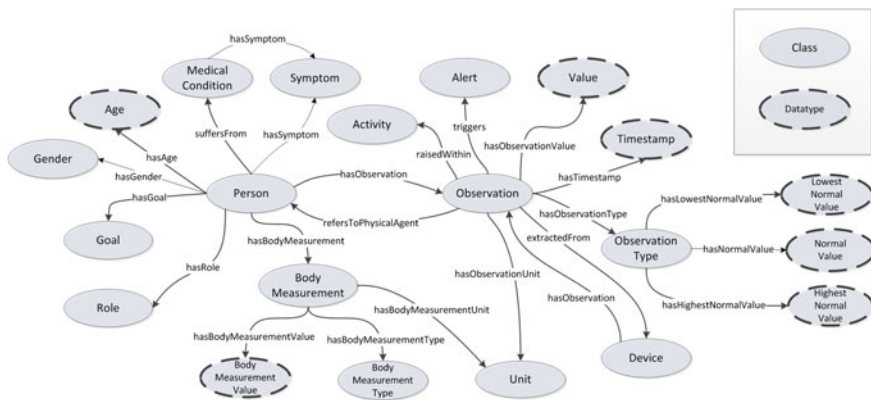 hasSymptom
Medical
Condition
Symptom
Alert
Value
Class
Age
Datatype
suffersFrom
hasSymptom
Activity
triggers
hasObservationValue
Timestamp
Gender
hasAge
hasGender
raisedWithin
hasTimestamp
hasGoal
Person
hasObservation
Observation
hasObservationType
hasLowestNormalValue
Lowest
Normal
Value
refersToPhysicalAgent
extractedFrom
Goal
hasBodyMeasurement
Observation
Type
hasNormalValue
Normal
Value
hasRole
hasObservationUnit
Body
Measurement
hasObservation
hasHighestNormalValue
Highest
Normal
Value
Role
hasBodyMeasurementUnit
hasBodyMeasurementValue
hasBodyMeasurementType
Body
Measurement
Value
Body
Measurement
Type
Unit
Device